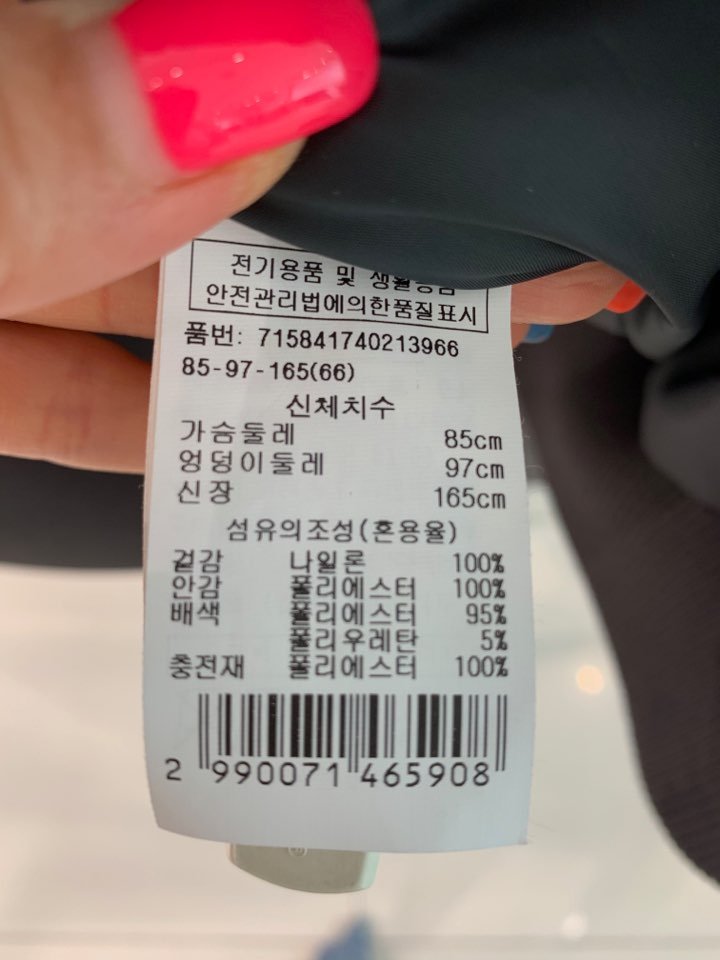 전기용품 및 생활용품
안전관리법에의한품질표시
품번: 715841740213966
85-97-165(66)
신체치수
가슴둘레 85cm
엉덩이둘레 97cm
신장 165cm
섬유의조성(혼용율)
겉감 나일론 100%
안감 폴리에스터 100%
배색 폴리에스터 95%
폴리우레탄 5%
충전재 폴리에스터 100%
2 990071 465908